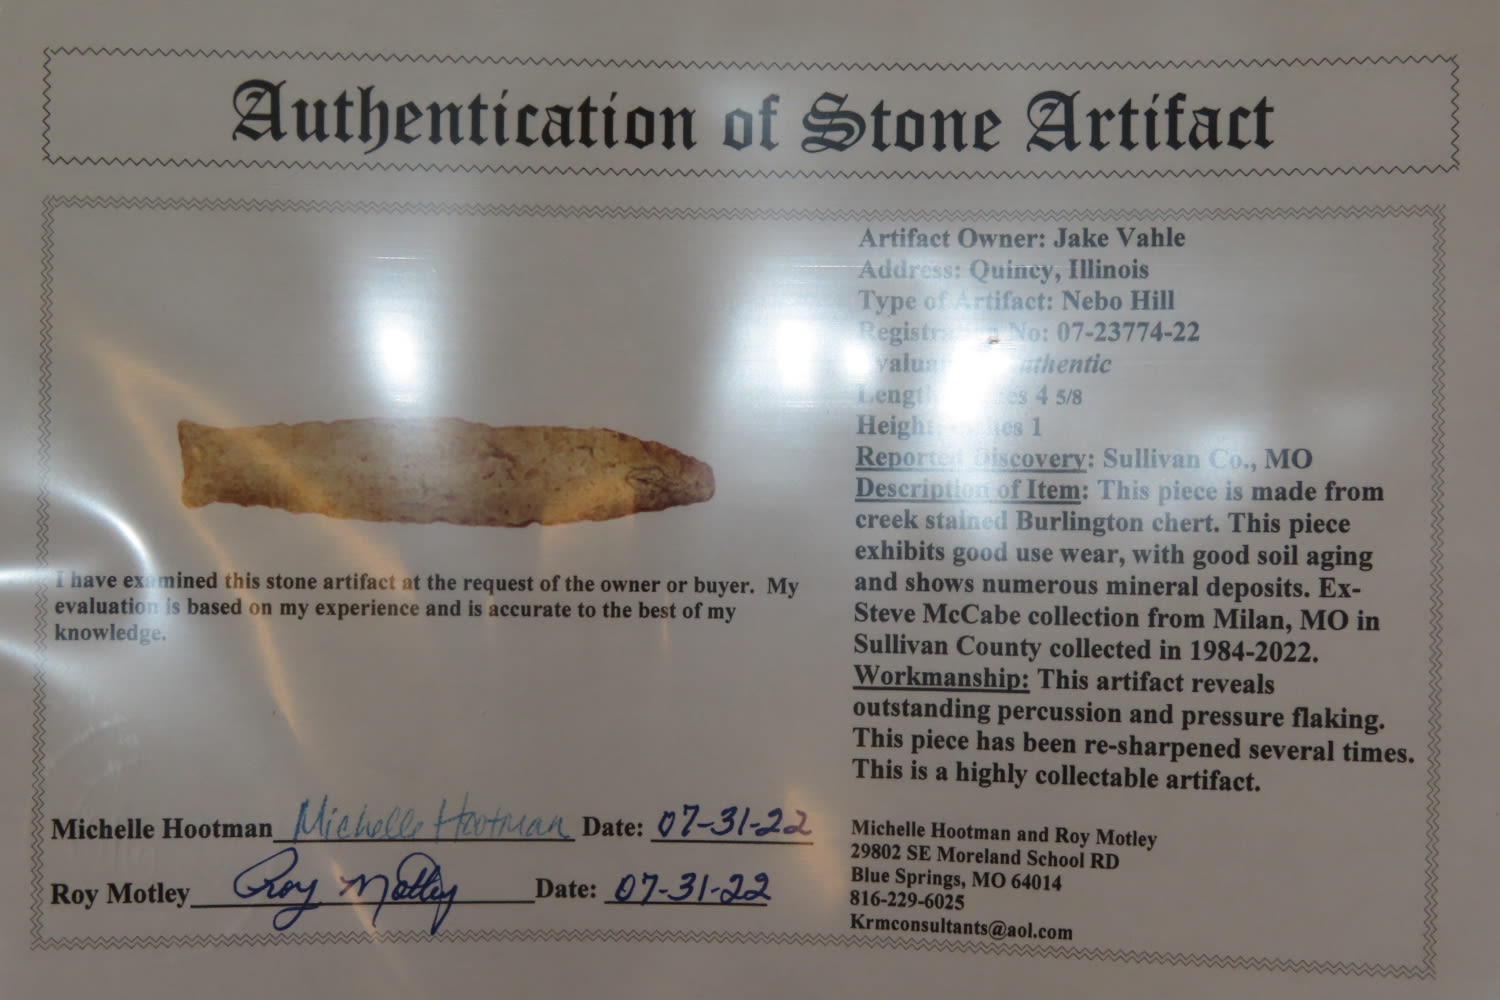 Authentication of Stone Artifact
Artifact Owner: Jake Vahle
Address: Quincy, Illinois
Type of Artifact: Nebo Hill
No: 07-23774-22
4 5/8
1
Reported Discovery: Sullivan Co., MO
Description of Item: This piece is made from
creek stained Burlington chert. This piece
exhibits good use wear, with good soil aging
and shows numerous mineral deposits. Ex-
Steve McCabe collection from Milan, MO in
Sullivan County collected in 1984-2022.
Workmanship: This artifact reveals
outstanding percussion and pressure flaking.
This piece has been re-sharpened several times.
This is a highly collectable artifact.
I have examined this stone artifact at the request of the owner or buyer. My
evaluation is based on my experience and is accurate to the best of my
knowledge.
Michelle Hootman Michelle Hootman Date: 07-31-22
Roy Motley Roy Motley Date: 07-31-22
Michelle Hootman and Roy Motley
29802 SE Moreland School RD
Blue Springs, MO 64014
816-229-6025
Krmconsultants@aol.com